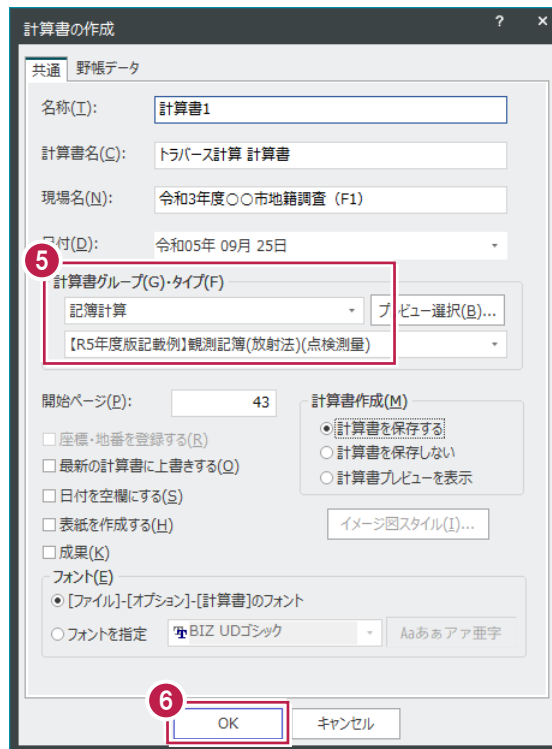 計算書の作成 ? ×
共通 野帳データ
名称(T): 計算書1
計算書名(C): トラバース計算 計算書
現場名(N): 令和3年度○○市地籍調査（F1）
日付(D): 令和05年 09月 25日
5
計算書グループ(G)・タイプ(F)
記簿計算 プレビュー選択(B)...
【R5年度版記載例】観測記簿(放射法)(点検測量)
開始ページ(P): 43
計算書作成(M)
計算書を保存する
座標・地番を登録する(R)
計算書を保存しない
最新の計算書に上書きする(O)
計算書プレビューを表示
日付を空欄にする(S)
表紙を作成する(H)
イメージ図スタイル(I)...
成果(K)
フォント(E)
[ファイル]-[オプション]-[計算書]のフォント
フォントを指定 BIZ UDゴシック Aaあぁアァ亜字
6
OK キャンセル